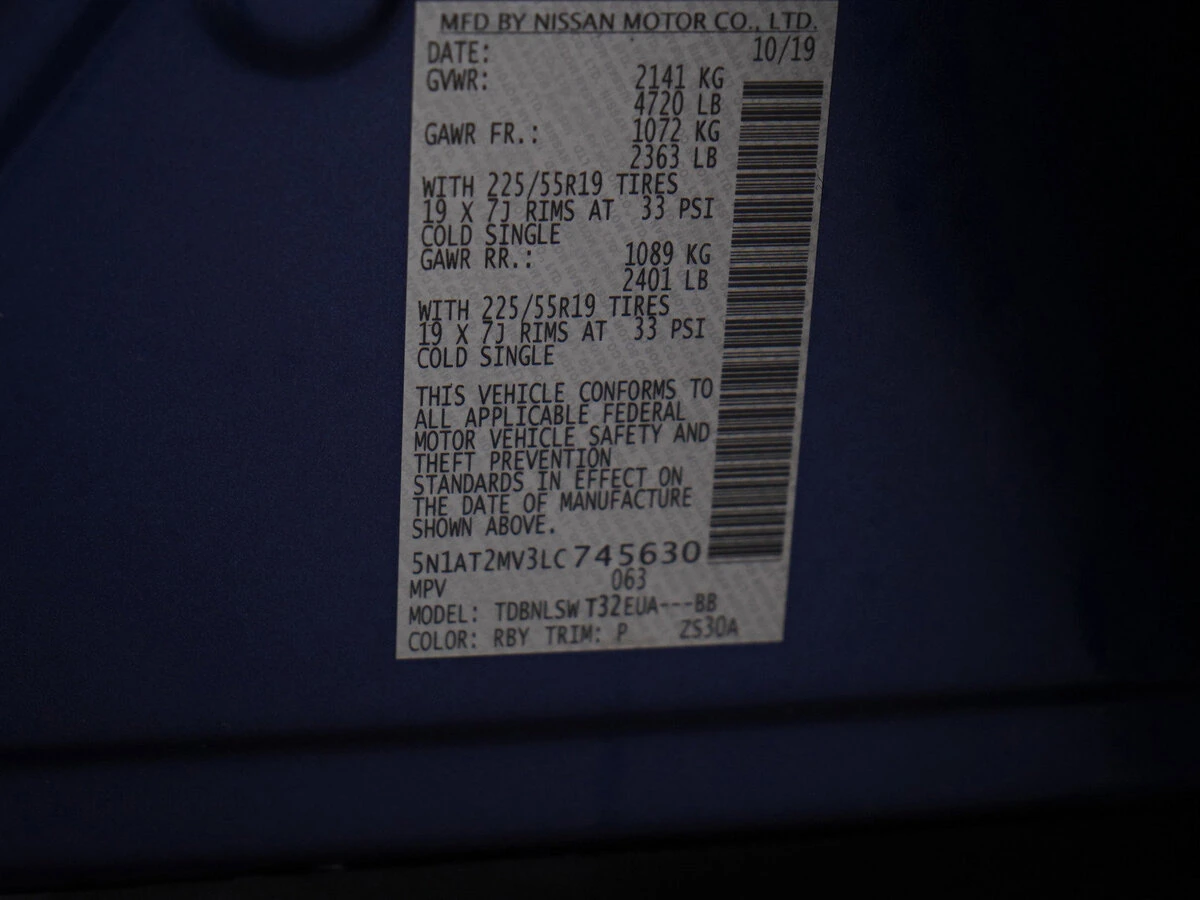 MFD BY NISSAN MOTOR CO., LTD.
DATE: 10/19
GVWR: 2141 KG
4720 LB
GAWR FR.: 1072 KG
2363 LB
WITH 225/55R19 TIRES
19 X 7J RIMS AT 33 PSI
COLD SINGLE
GAWR RR.: 1089 KG
2401 LB
WITH 225/55R19 TIRES
19 X 7J RIMS AT 33 PSI
COLD SINGLE
THIS VEHICLE CONFORMS TO
ALL APPLICABLE FEDERAL
MOTOR VEHICLE SAFETY AND
THEFT PREVENTION
STANDARDS IN EFFECT ON
THE DATE OF MANUFACTURE
SHOWN ABOVE.
5N1AT2MV3LC745630
MPV 063
MODEL: TDBNLSW T32EUA---BB
COLOR: RBY TRIM: P ZS30A